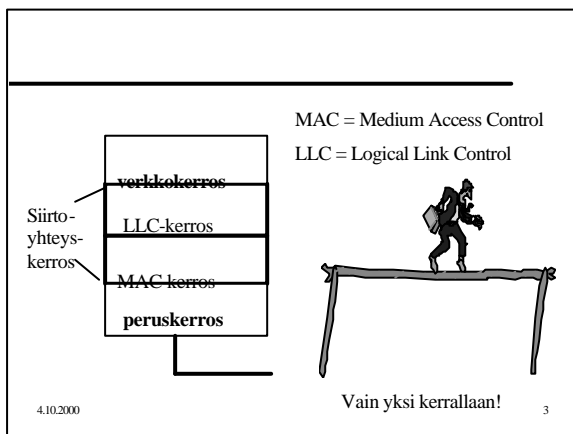 MAC = Medium Access Control
LLC = Logical Link Control
verkkokerros
Siirto-
yhteys-
kerros
LLC-kerros
MAC-kerros
peruskerros
Vain yksi kerrallaan!
4.10.2000
3